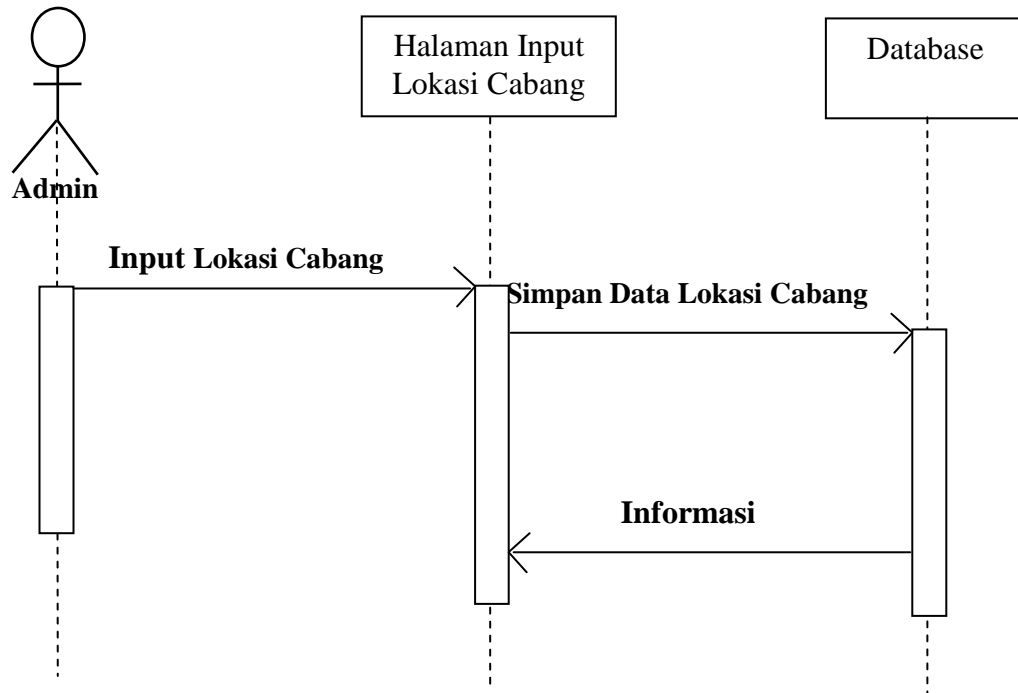 Halaman Input
Lokasi Cabang
Database
Admin
Input Lokasi Cabang
Simpan Data Lokasi Cabang
Informasi